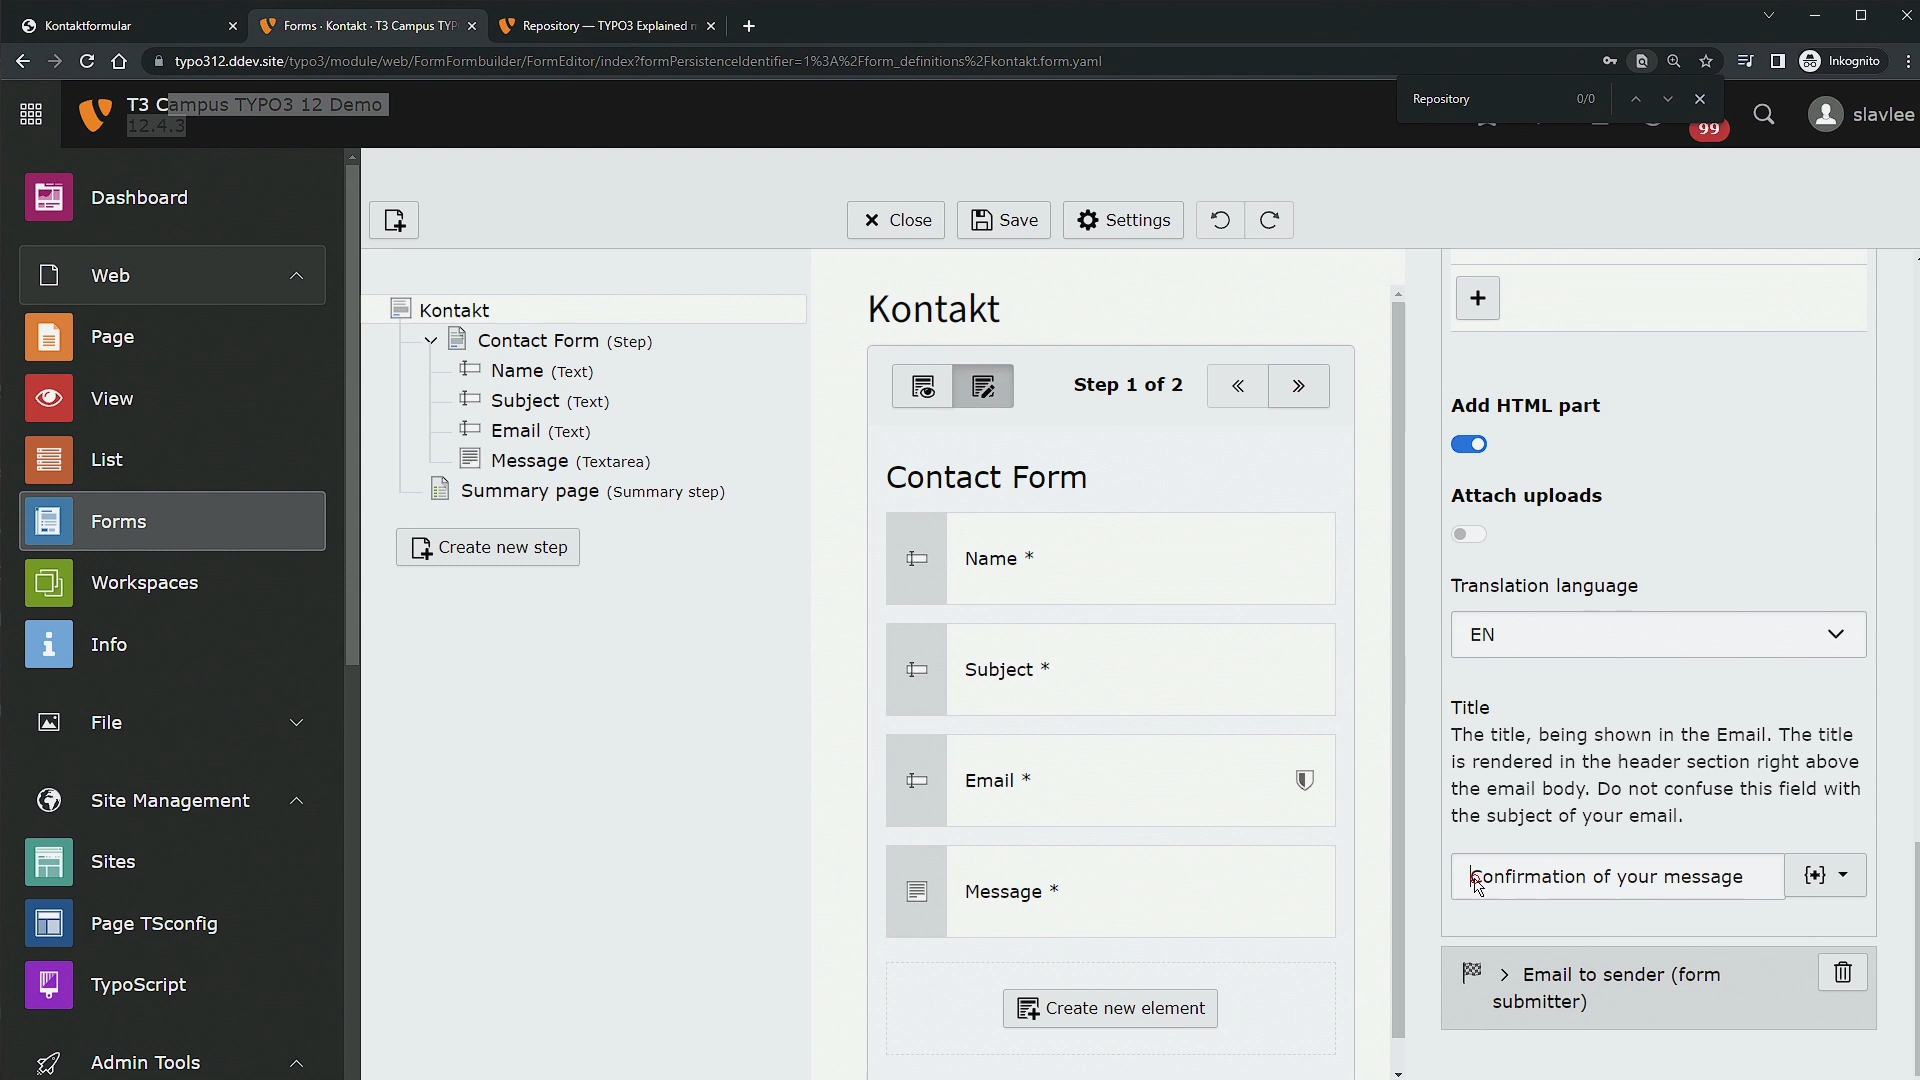 Kontaktformular
Forms · Kontakt · T3 Campus TYP
Repository — TYPO3 Explained
typo312.ddev.site/typo3/module/web/FormFormbuilder/FormEditor/index?formPersistenceIdentifier=1%3A%2Fform_definitions%2Fkontakt.form.yaml
Inkognito
T3 Campus TYPO3 12 Demo
12.4.3
Repository
0/0
99
slavlee
Dashboard
Web
Page
View
List
Forms
Workspaces
Info
File
Site Management
Sites
Page TSconfig
TypoScript
Admin Tools
Close
Save
Settings
Kontakt
Contact Form (Step)
Name (Text)
Subject (Text)
Email (Text)
Message (Textarea)
Summary page (Summary step)
Create new step
Kontakt
Step 1 of 2
Contact Form
Name *
Subject *
Email *
Message *
Create new element
Add HTML part
Attach uploads
Translation language
EN
Title
The title, being shown in the Email. The title
is rendered in the header section right above
the email body. Do not confuse this field with
the subject of your email.
Confirmation of your message
Email to sender (form
submitter)